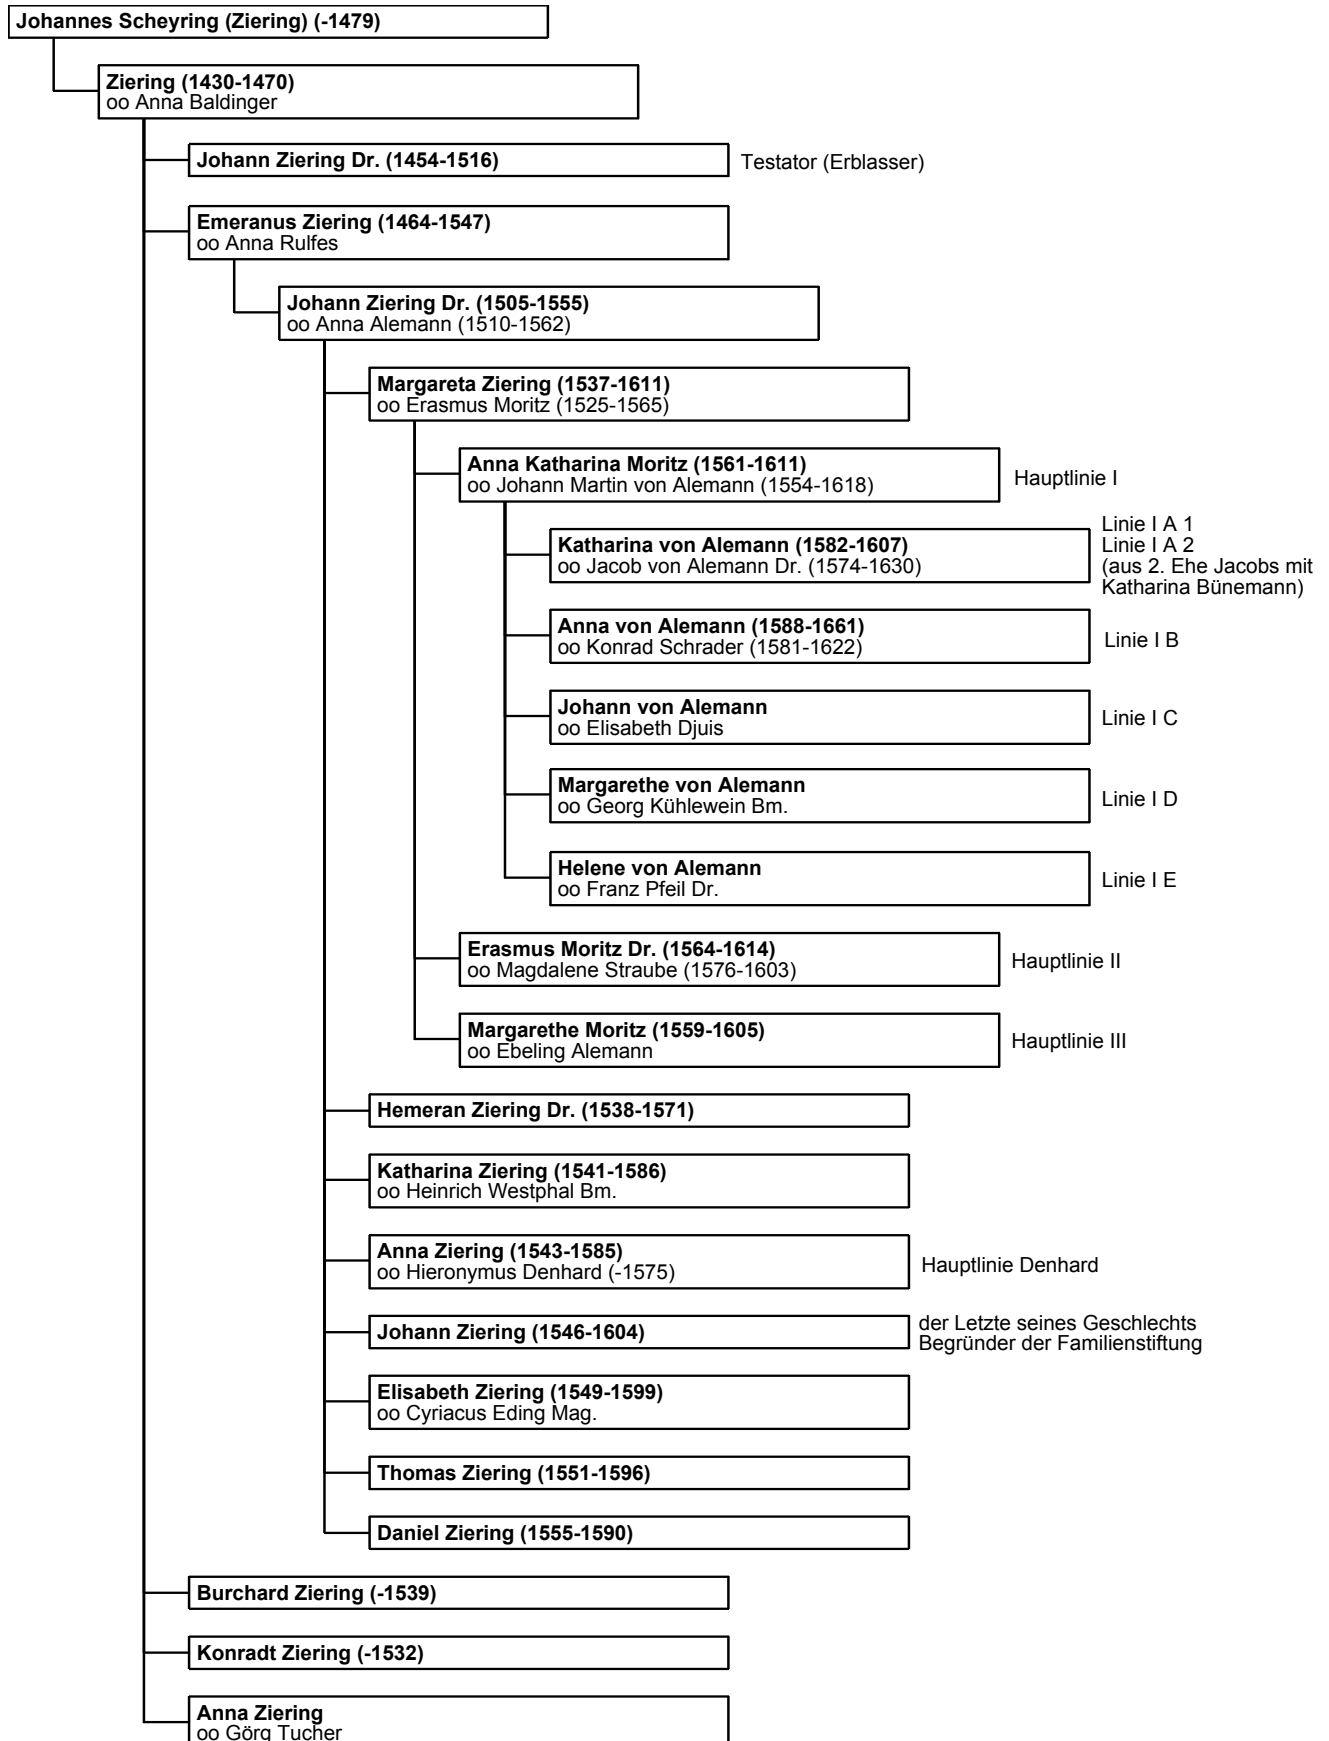 Johannes Scheyring (Ziering) (-1479)
Ziering (1430-1470)
oo Anna Baldinger
Johann Ziering Dr. (1454-1516)
Testator (Erblasser)
Emeranus Ziering (1464-1547)
oo Anna Rulfes
Johann Ziering Dr. (1505-1555)
oo Anna Alemann (1510-1562)
Margareta Ziering (1537-1611)
oo Erasmus Moritz (1525-1565)
Anna Katharina Moritz (1561-1611)
oo Johann Martin von Alemann (1554-1618)
Hauptlinie I
Katharina von Alemann (1582-1607)
oo Jacob von Alemann Dr. (1574-1630)
Linie I A 1
Linie I A 2
(aus 2. Ehe Jacobs mit
Katharina Bünemann)
Anna von Alemann (1588-1661)
oo Konrad Schrader (1581-1622)
Linie I B
Johann von Alemann
oo Elisabeth Djuis
Linie I C
Margarethe von Alemann
oo Georg Kühlewein Bm.
Linie I D
Helene von Alemann
oo Franz Pfeil Dr.
Linie I E
Erasmus Moritz Dr. (1564-1614)
oo Magdalene Straube (1576-1603)
Hauptlinie II
Margarethe Moritz (1559-1605)
oo Ebeling Alemann
Hauptlinie III
Hemeran Ziering Dr. (1538-1571)
Katharina Ziering (1541-1586)
oo Heinrich Westphal Bm.
Anna Ziering (1543-1585)
oo Hieronymus Denhard (-1575)
Hauptlinie Denhard
Johann Ziering (1546-1604)
der Letzte seines Geschlechts
Begründer der Familienstiftung
Elisabeth Ziering (1549-1599)
oo Cyriacus Eding Mag.
Thomas Ziering (1551-1596)
Daniel Ziering (1555-1590)
Burchard Ziering (-1539)
Konradt Ziering (-1532)
Anna Ziering
oo Görg Tucher